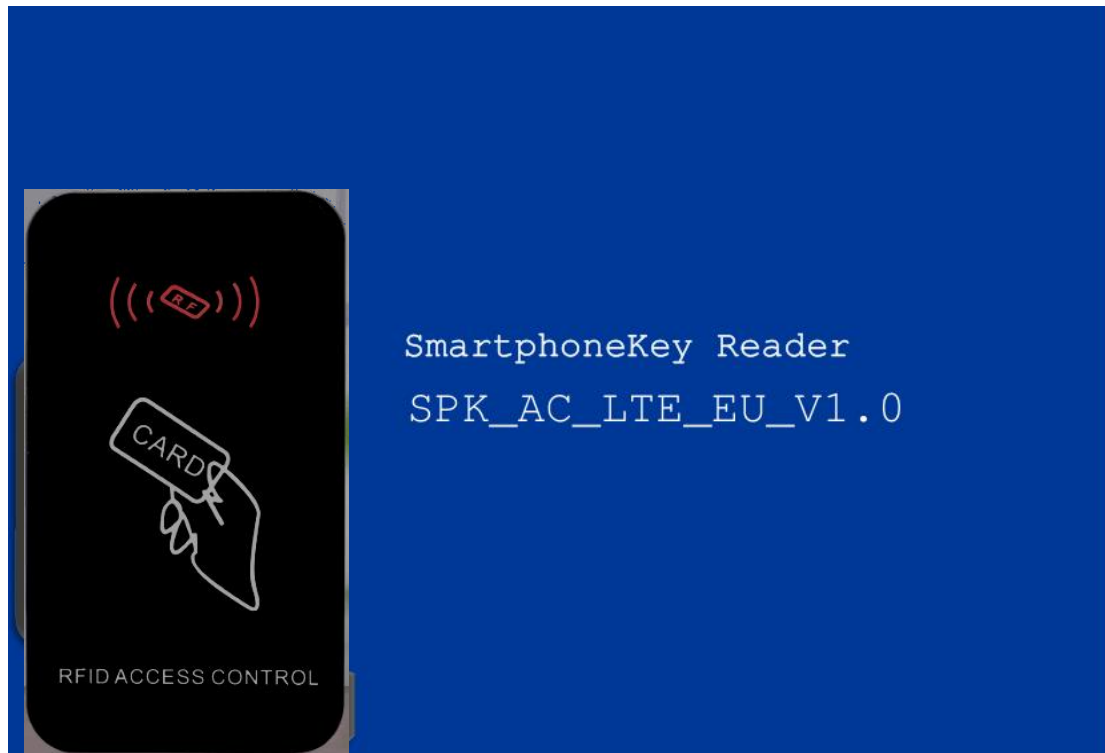 RF
CARD
RFID ACCESS CONTROL
SmartphoneKey Reader
SPK_AC_LTE_EU_V1.0